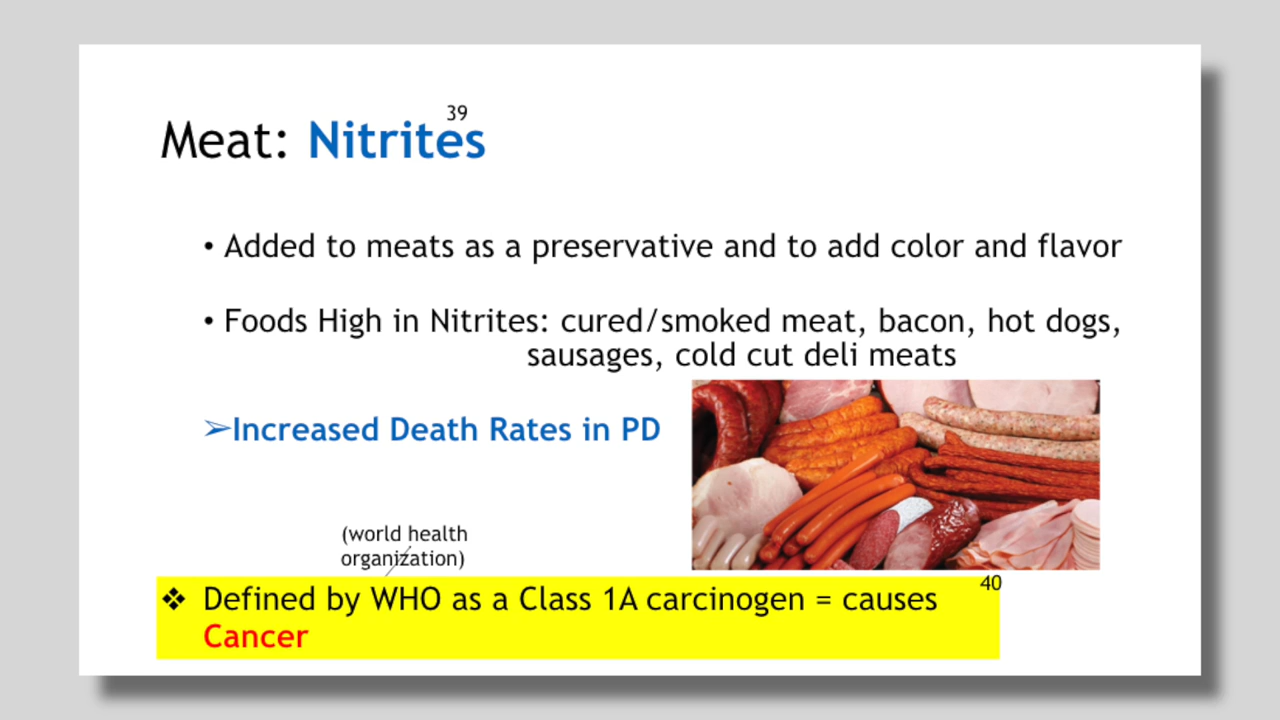 39
Meat: Nitrites
• Added to meats as a preservative and to add color and flavor
• Foods High in Nitrites: cured/smoked meat, bacon, hot dogs,
sausages, cold cut deli meats
➢Increased Death Rates in PD
(world health
organization)
40
❖ Defined by WHO as a Class 1A carcinogen = causes
Cancer